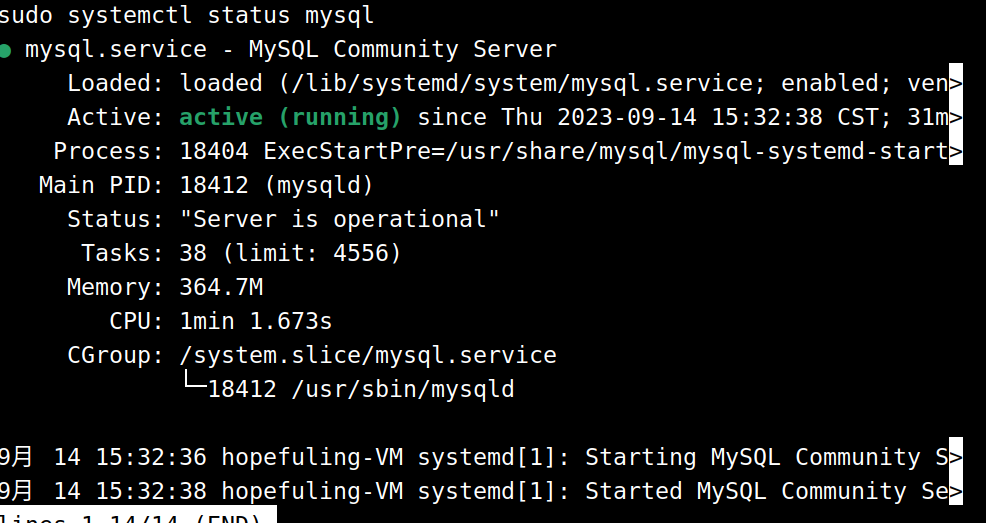 sudo systemctl status mysql
● mysql.service - MySQL Community Server
     Loaded: loaded (/lib/systemd/system/mysql.service; enabled; ven>
     Active: active (running) since Thu 2023-09-14 15:32:38 CST; 31m>
    Process: 18404 ExecStartPre=/usr/share/mysql/mysql-systemd-start>
   Main PID: 18412 (mysqld)
     Status: "Server is operational"
      Tasks: 38 (limit: 4556)
     Memory: 364.7M
        CPU: 1min 1.673s
     CGroup: /system.slice/mysql.service
             └─18412 /usr/sbin/mysqld
9月 14 15:32:36 hopefuling-VM systemd[1]: Starting MySQL Community S>
9月 14 15:32:38 hopefuling-VM systemd[1]: Started MySQL Community Se>
lines 1-14/14 (END)